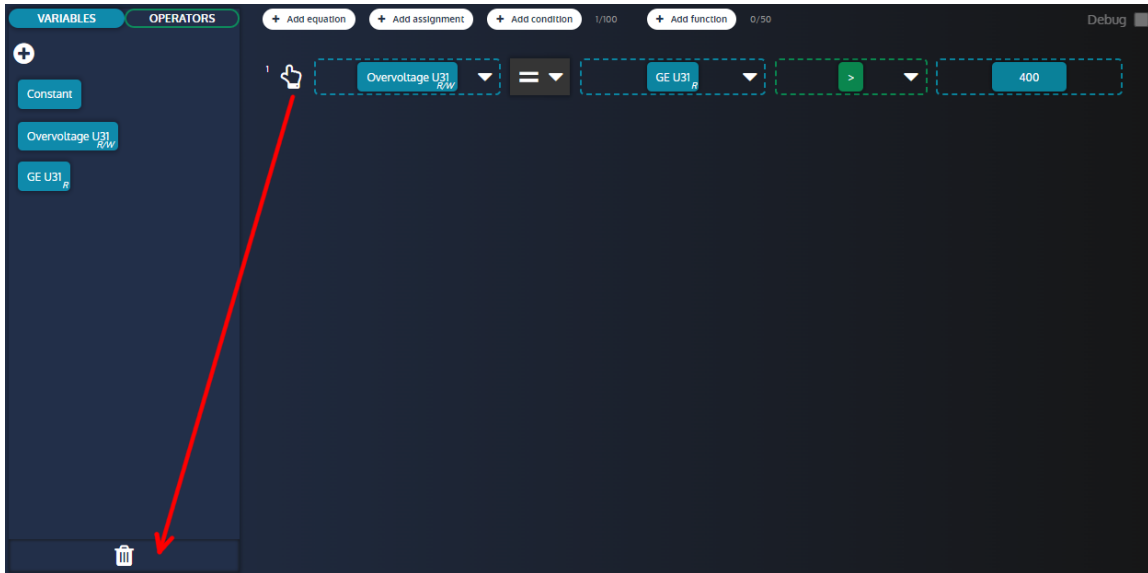 VARIABLES OPERATORS + Add equation + Add assignment + Add condition 1/100 + Add function 0/50 Debug
1 Overvoltage U31 R/W = GE U31 R > 400
Constant
Overvoltage U31 R/W
GE U31 R